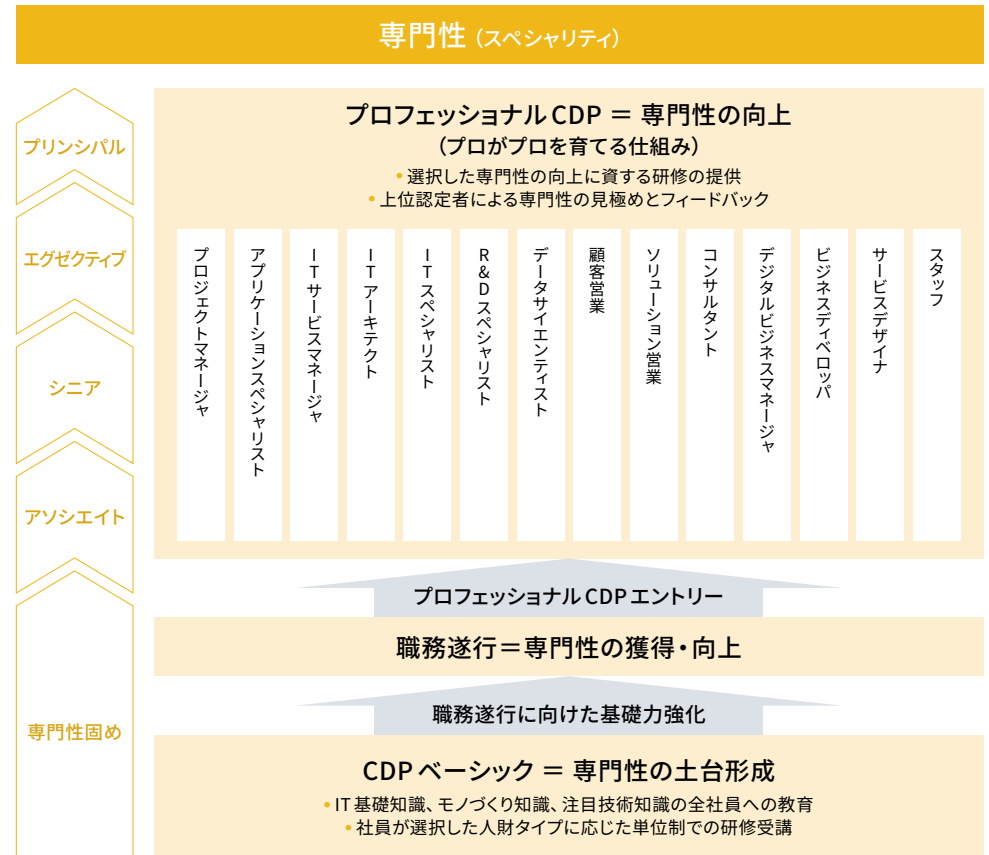 専門性（スペシャリティ）
プリンシパル
エグゼクティブ
シニア
アソシエイト
専門性固め
プロフェッショナルCDP ＝ 専門性の向上
（プロがプロを育てる仕組み）
• 選択した専門性の向上に資する研修の提供
• 上位認定者による専門性の見極めとフィードバック
プロジェクトマネージャ
アプリケーションスペシャリスト
ITサービスマネージャ
ITアーキテクト
ITスペシャリスト
R&Dスペシャリスト
データサイエンティスト
顧客営業
ソリューション営業
コンサルタント
デジタルビジネスマネージャ
ビジネスディベロッパ
サービスデザイナ
スタッフ
プロフェッショナルCDPエントリー
職務遂行＝専門性の獲得・向上
職務遂行に向けた基礎力強化
CDPベーシック ＝ 専門性の土台形成
• IT基礎知識、モノづくり知識、注目技術知識の全社員への教育
• 社員が選択した人財タイプに応じた単位制での研修受講